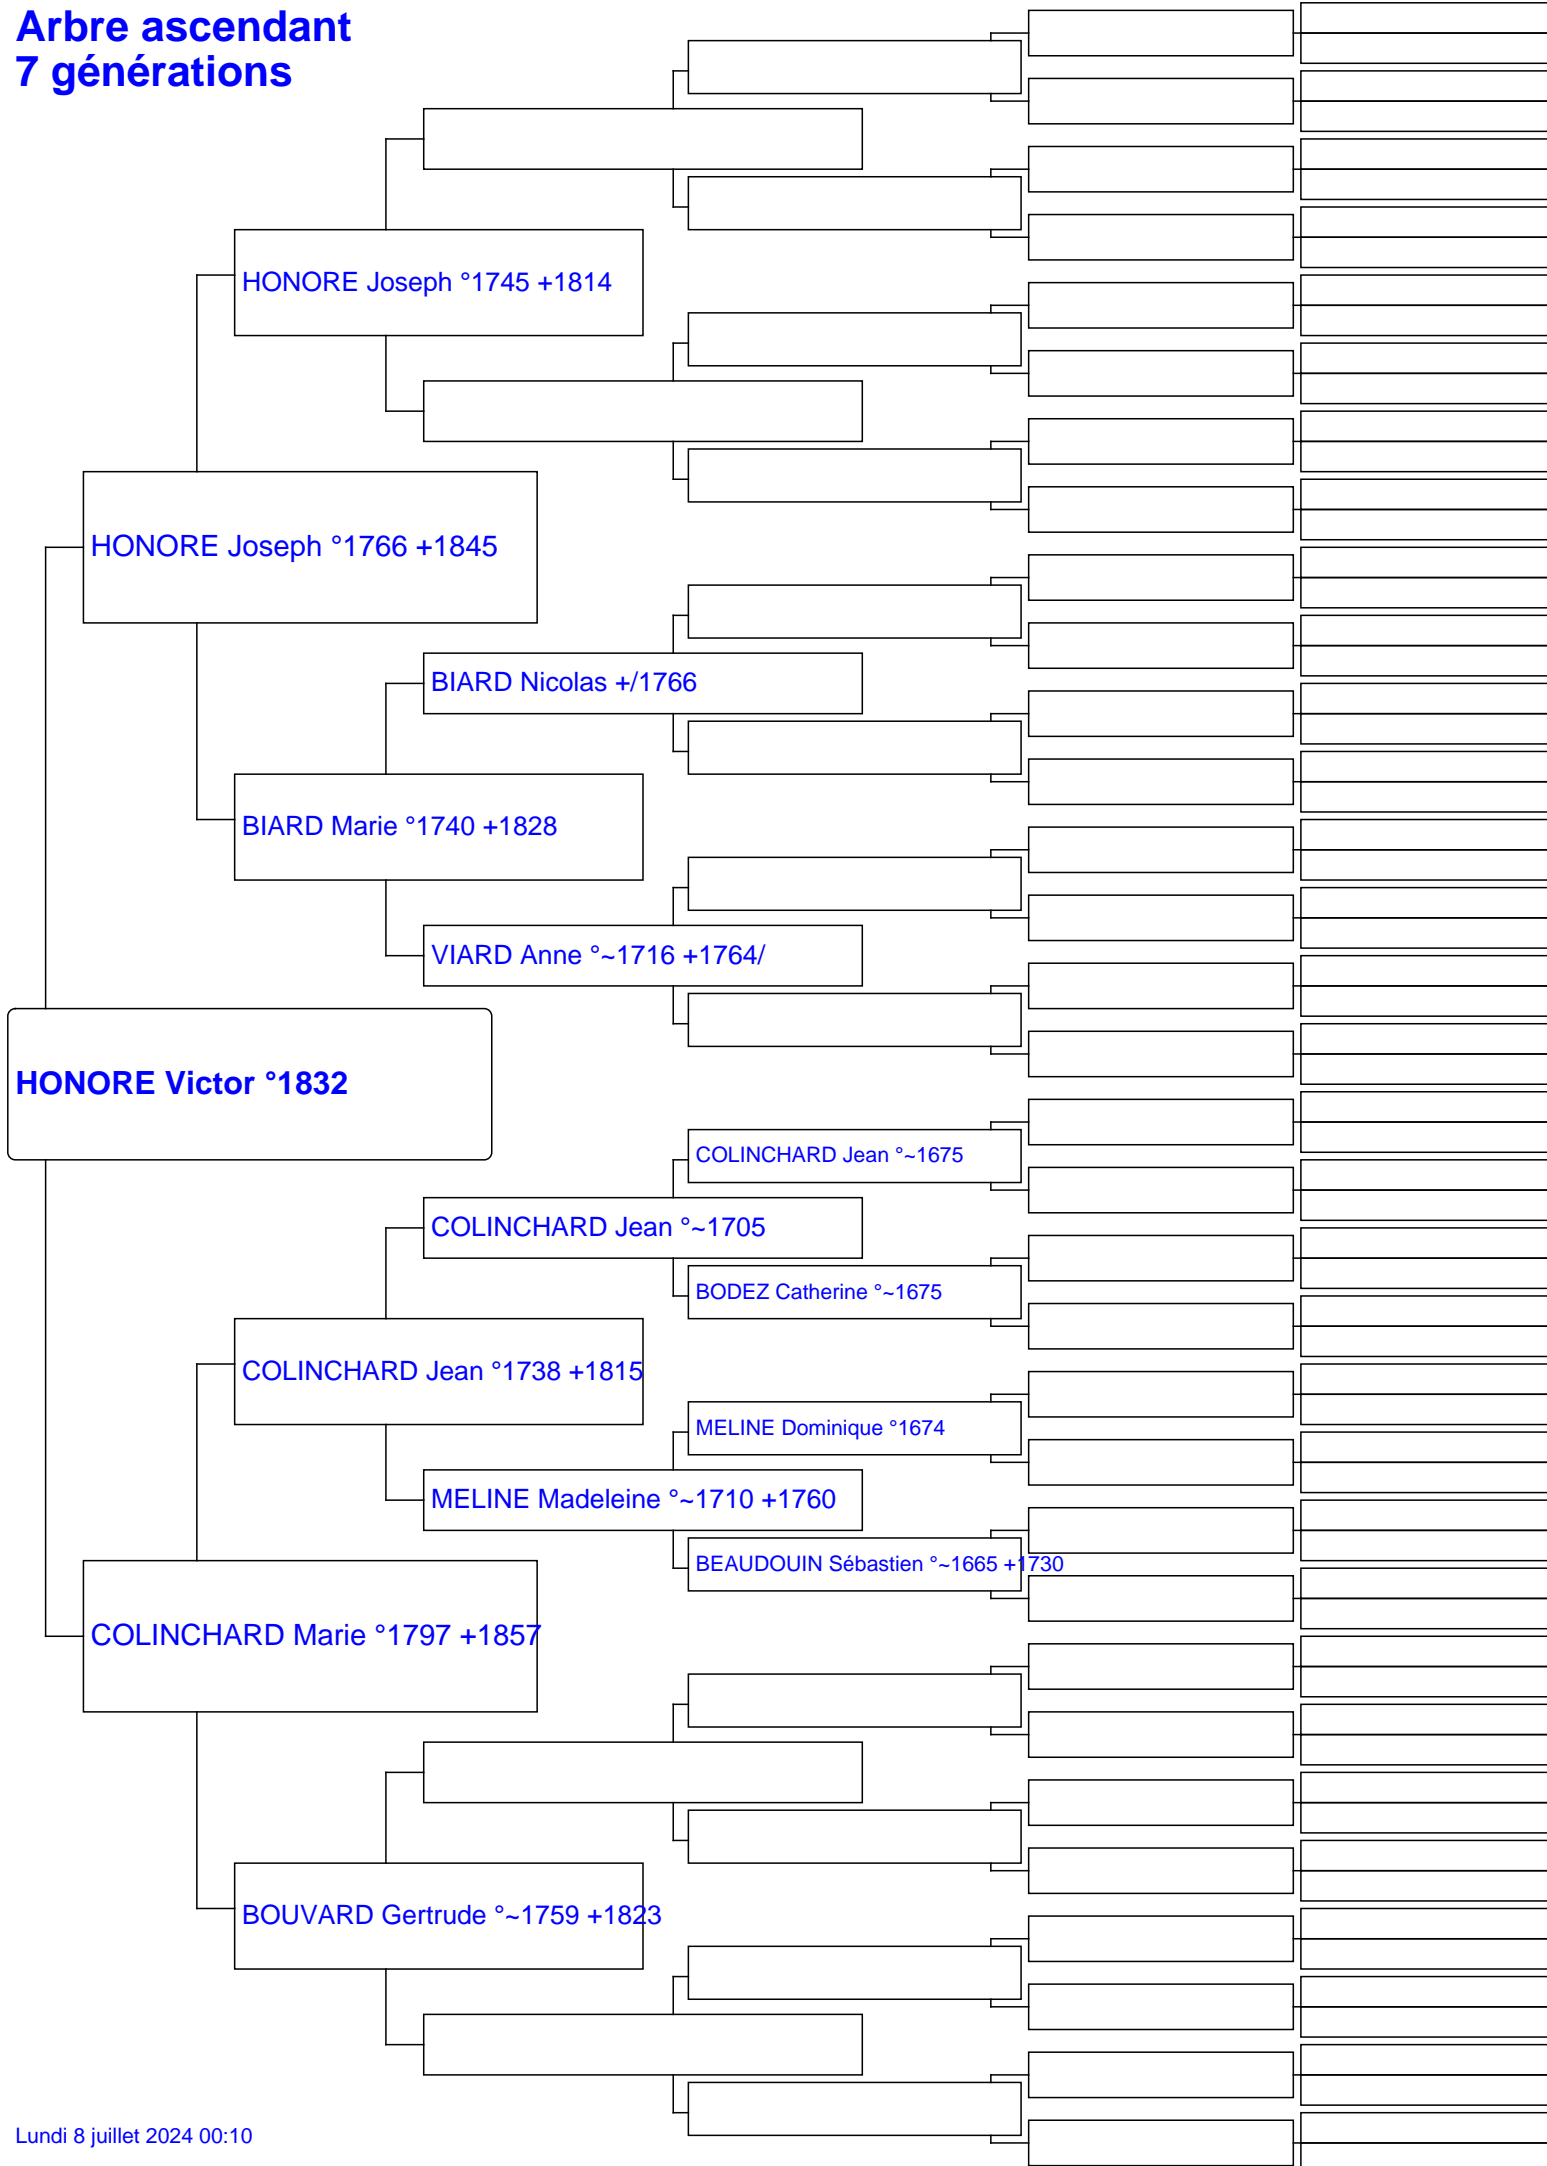 Arbre ascendant
7 générations
HONORE Joseph °1745 +1814
HONORE Joseph °1766 +1845
BIARD Nicolas +/1766
BIARD Marie °1740 +1828
VIARD Anne °~1716 +1764/
HONORE Victor °1832
COLINCHARD Jean °~1675
COLINCHARD Jean °~1705
BODEZ Catherine °~1675
COLINCHARD Jean °1738 +1815
MELINE Dominique °1674
MELINE Madeleine °~1710 +1760
BEAUDOUIN Sébastien °~1665 +1730
COLINCHARD Marie °1797 +1857
BOUVARD Gertrude °~1759 +1823
Lundi 8 juillet 2024 00:10